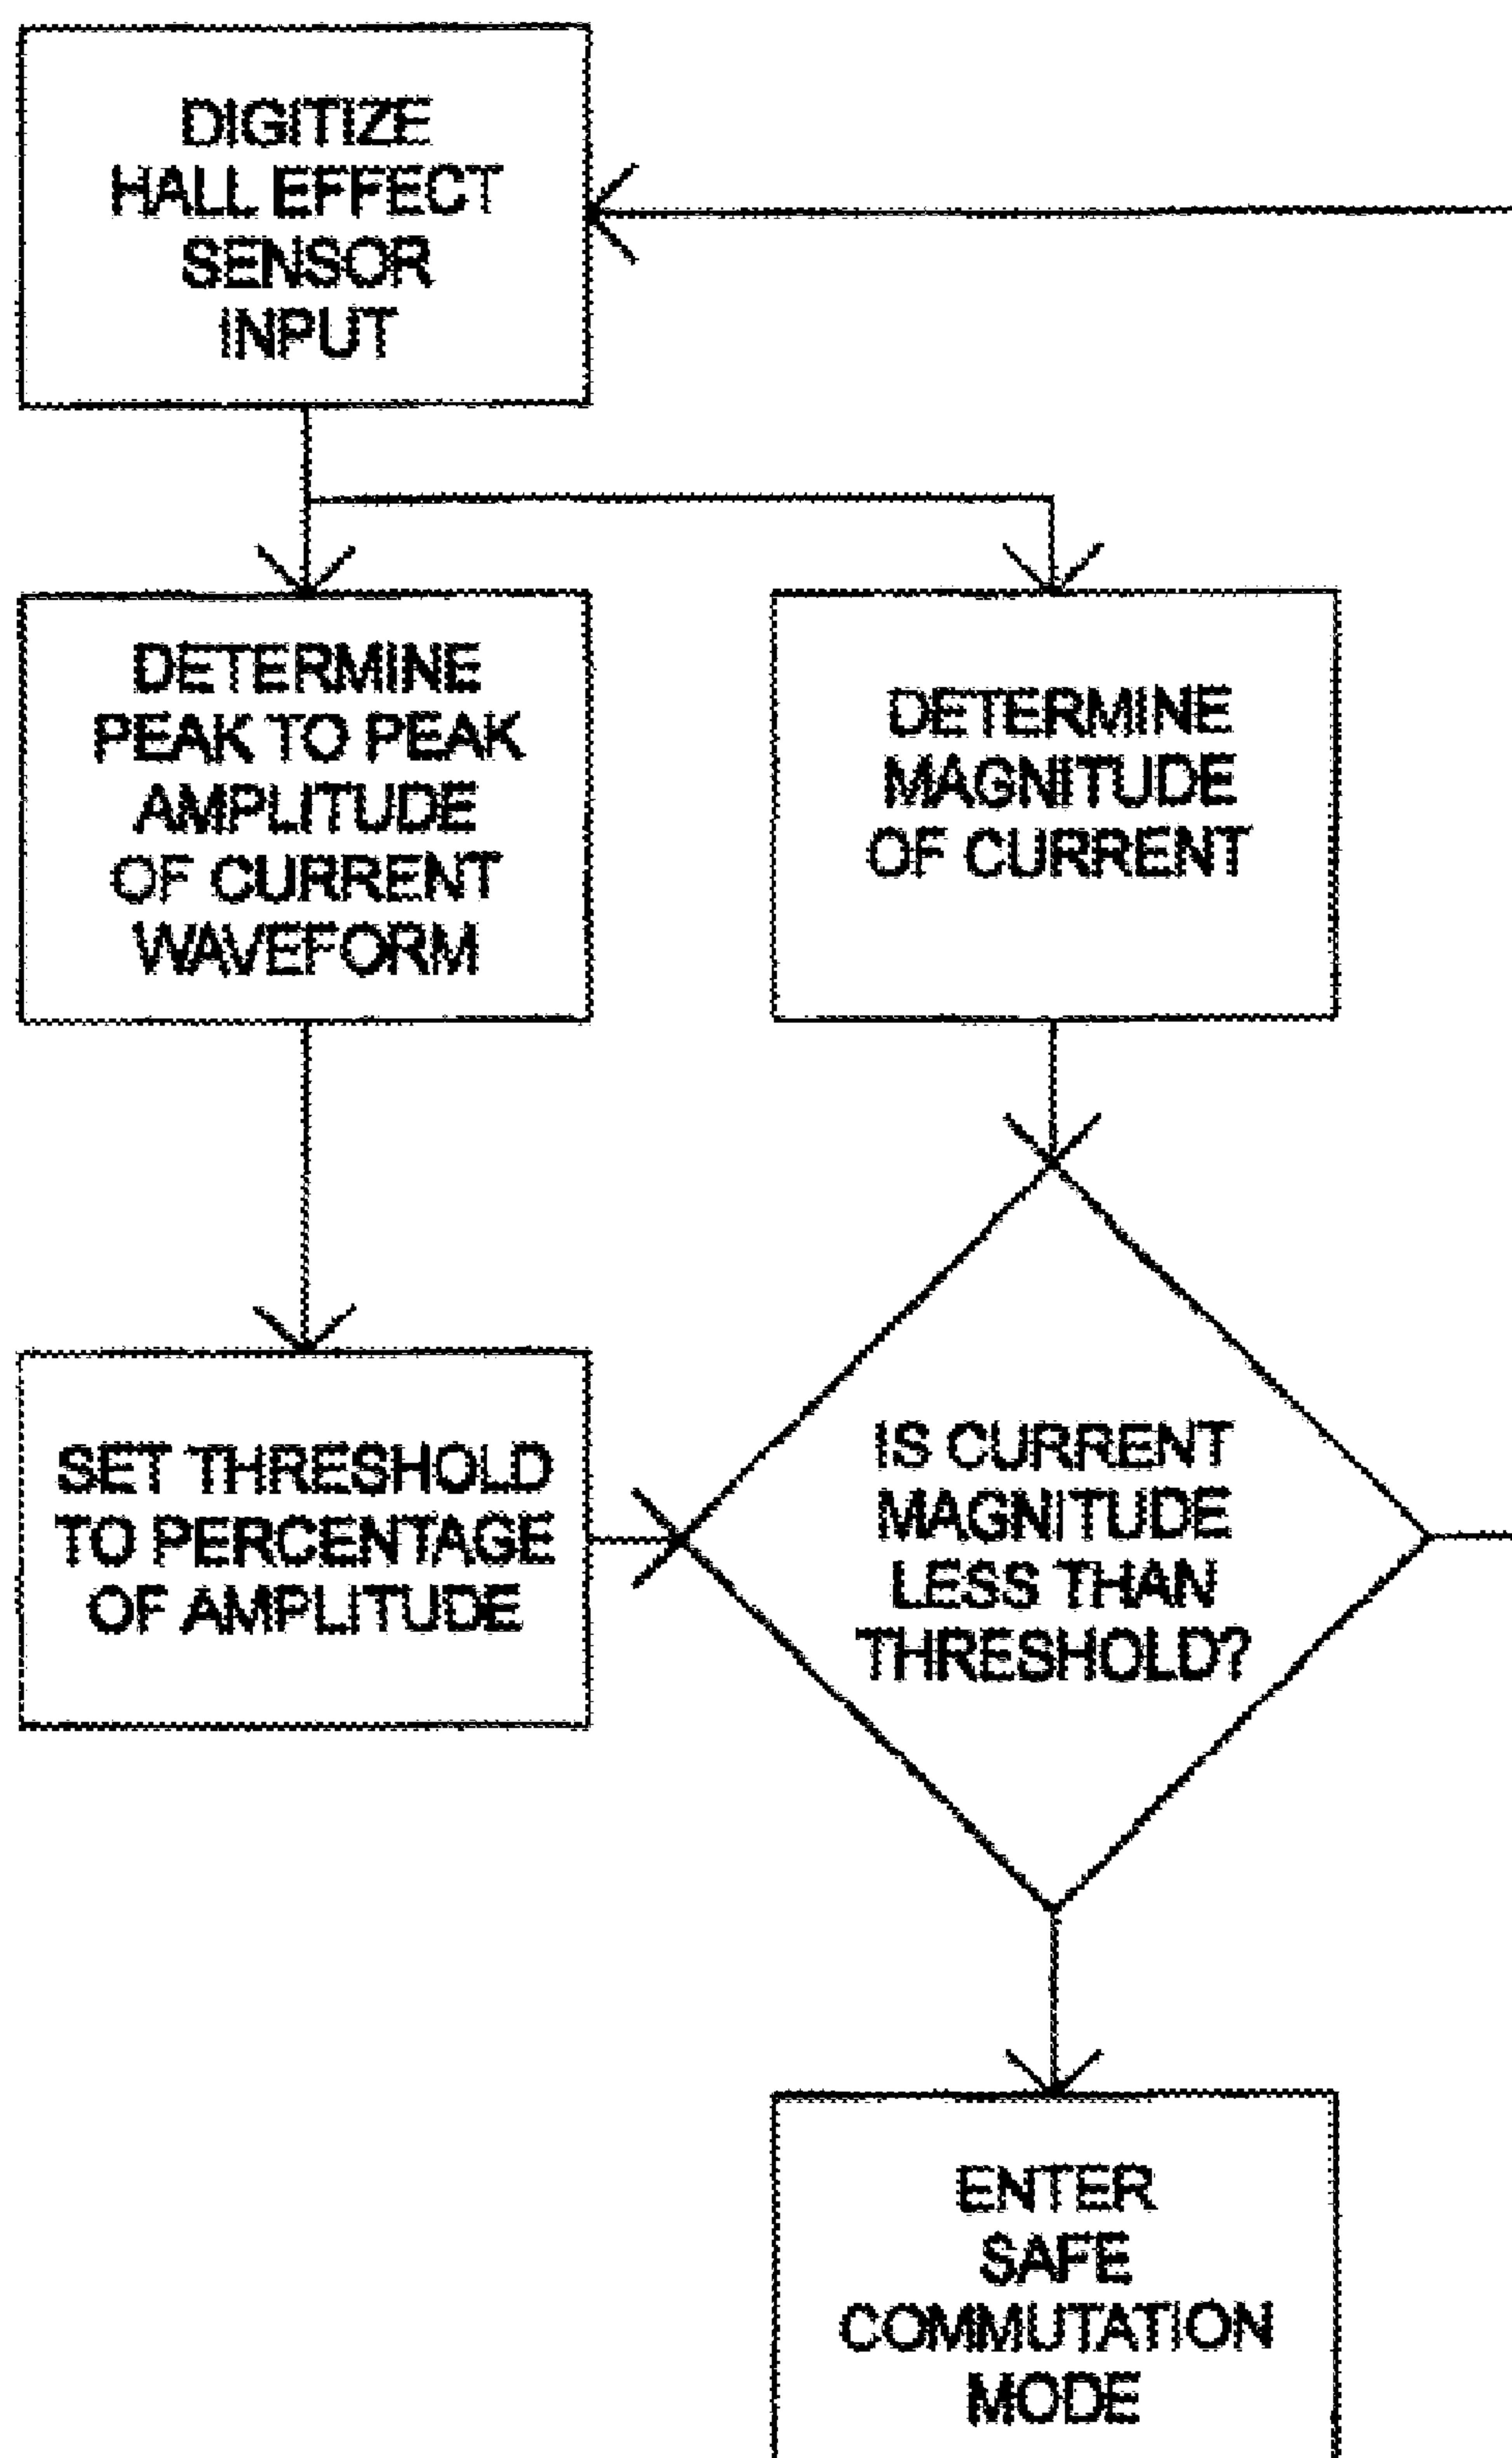 DIGITIZE
HALL EFFECT
SENSOR
INPUT
DETERMINE
PEAK TO PEAK
AMPLITUDE
OF CURRENT
WAVEFORM
DETERMINE
MAGNITUDE
OF CURRENT
SET THRESHOLD
TO PERCENTAGE
OF AMPLITUDE
IS CURRENT
MAGNITUDE
LESS THAN
THRESHOLD?
ENTER
SAFE
COMMUTATION
MODE